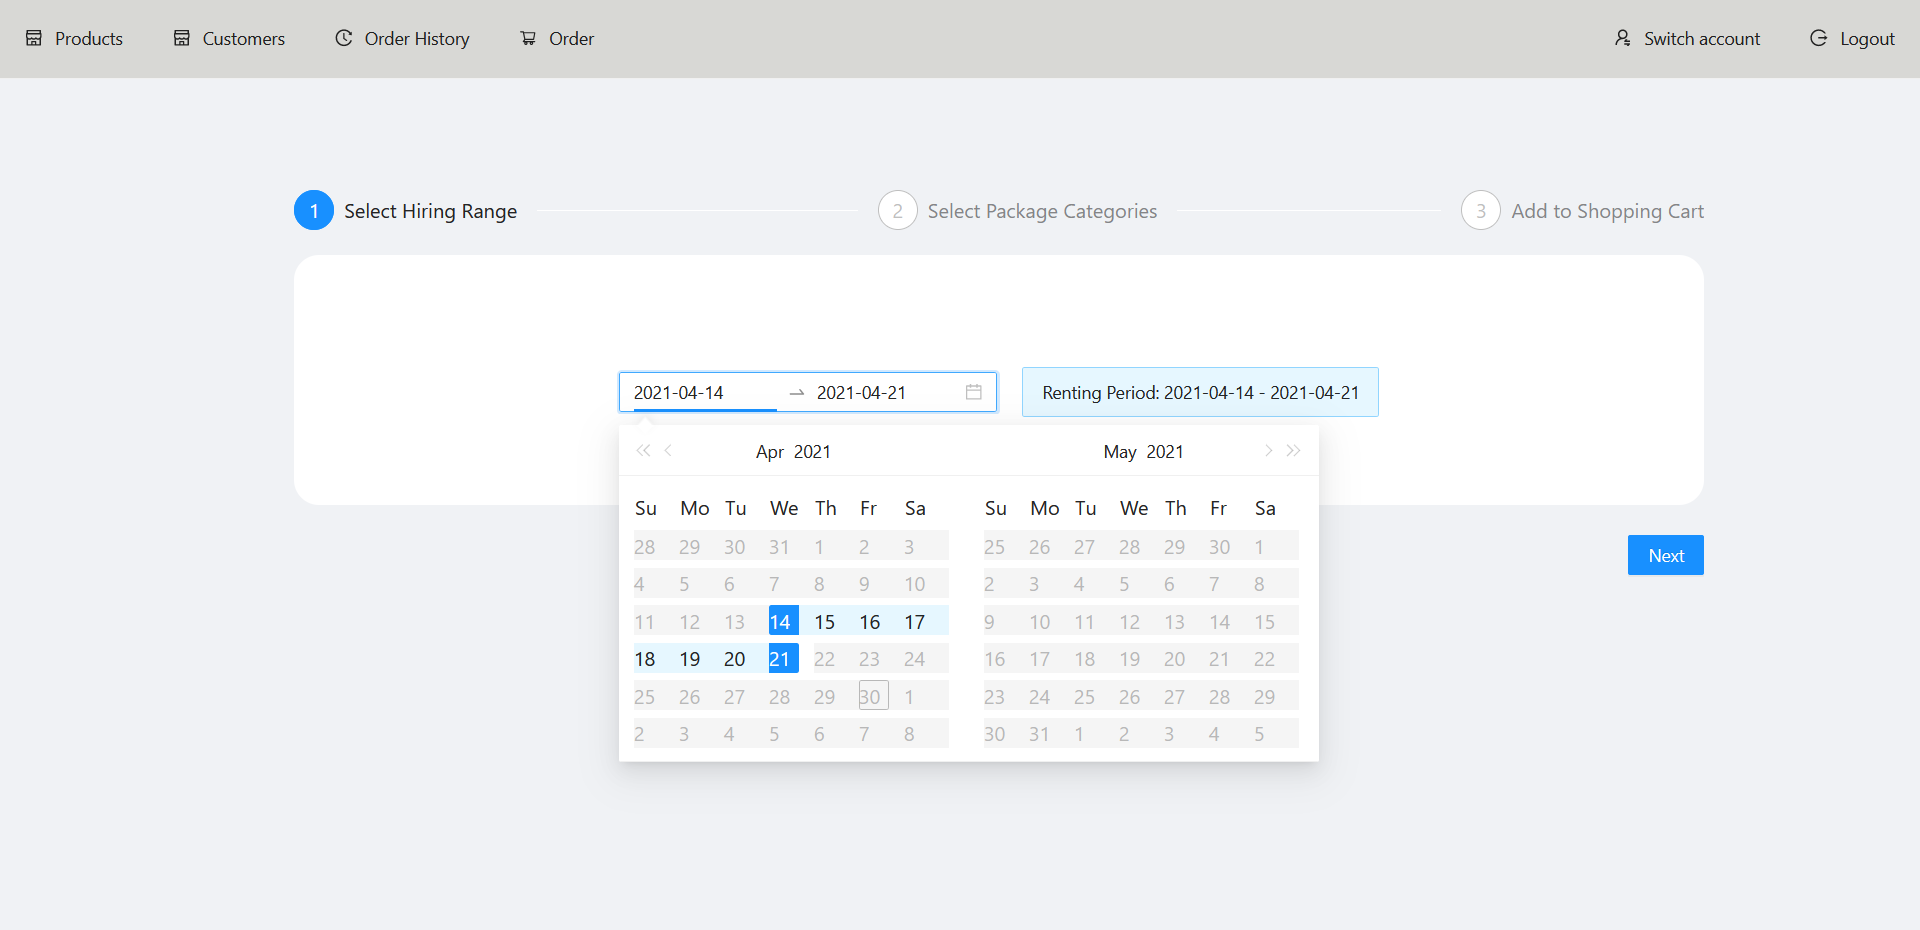 Products Customers Order History Order Switch account Logout
1 Select Hiring Range 2 Select Package Categories 3 Add to Shopping Cart
2021-04-14 2021-04-21 Renting Period: 2021-04-14 - 2021-04-21
Apr 2021 May 2021
Su Mo Tu We Th Fr Sa Su Mo Tu We Th Fr Sa
28 29 30 31 1 2 3 25 26 27 28 29 30 1
4 5 6 7 8 9 10 2 3 4 5 6 7 8
11 12 13 14 15 16 17 9 10 11 12 13 14 15
18 19 20 21 22 23 24 16 17 18 19 20 21 22
25 26 27 28 29 30 1 23 24 25 26 27 28 29
2 3 4 5 6 7 8 30 31 1 2 3 4 5
Next